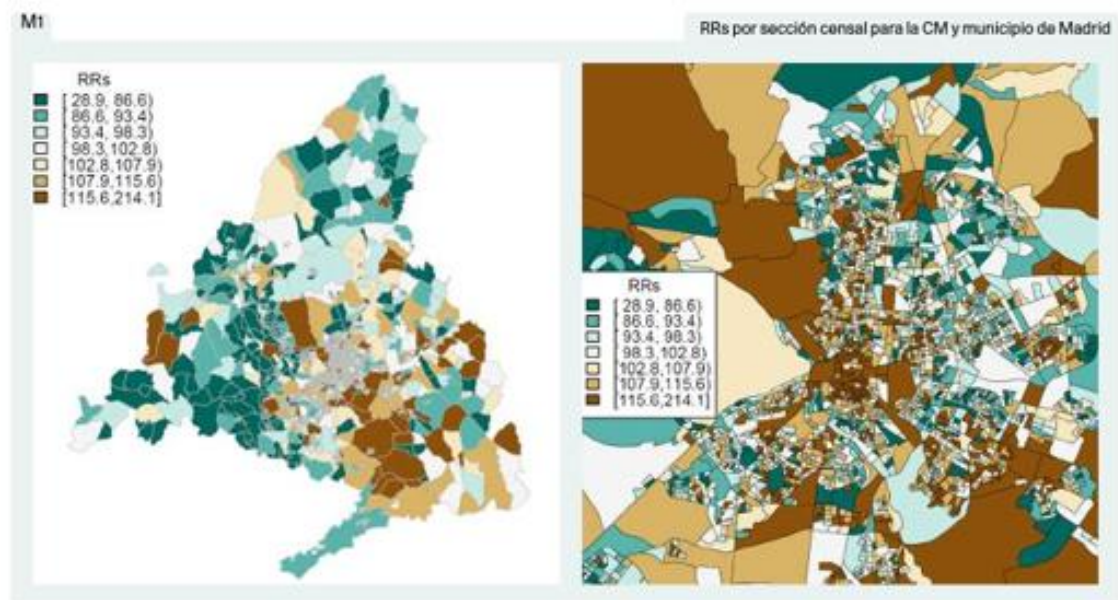 M1
RRs por sección censal para la CM y municipio de Madrid
RRs
[ 28.9, 86.6)
[ 86.6, 93.4)
[ 93.4, 98.3)
[ 98.3,102.8)
[102.8,107.9)
[107.9,115.6)
[115.6,214.1]
RRs
[ 28.9, 86.6)
[ 86.6, 93.4)
[ 93.4, 98.3)
[ 98.3,102.8)
[102.8,107.9)
[107.9,115.6)
[115.6,214.1]